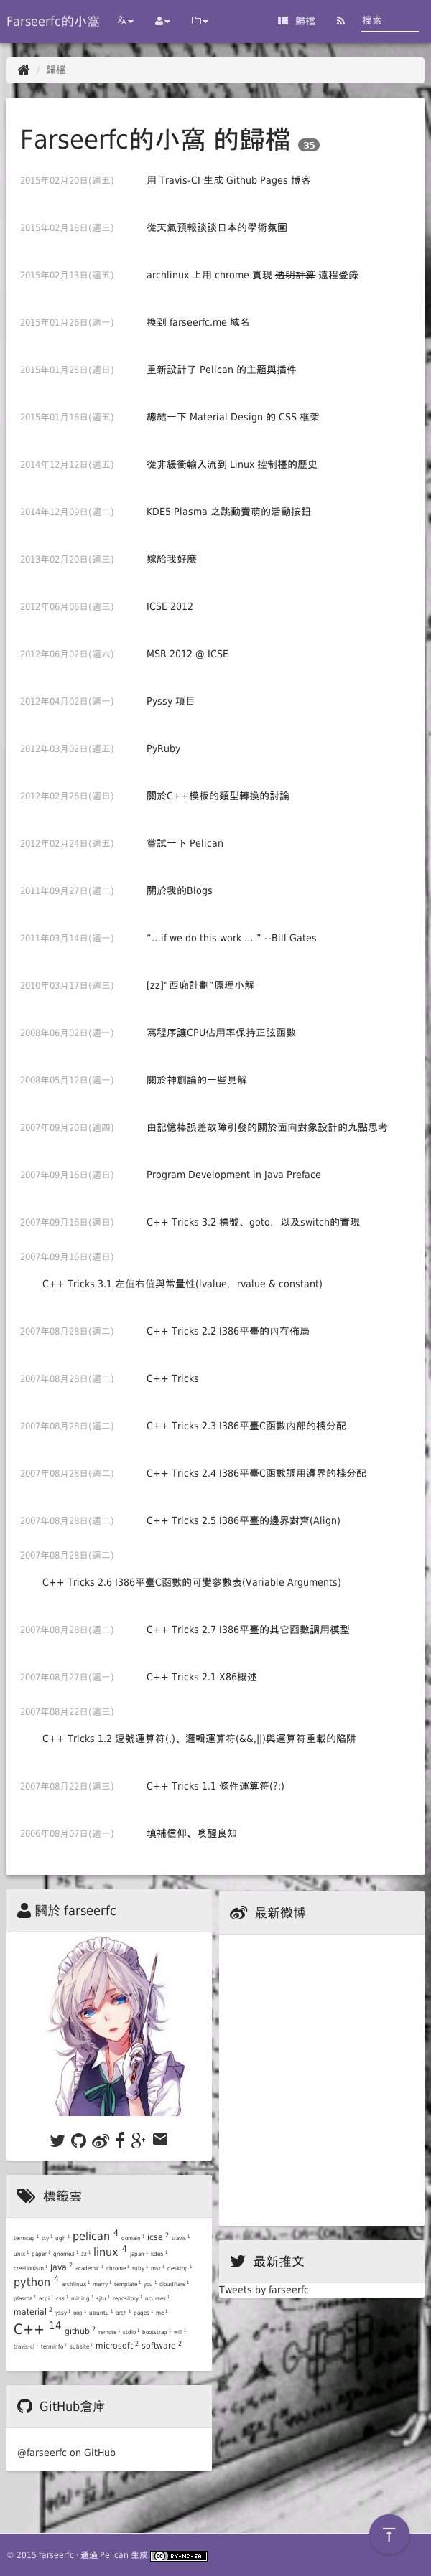 Farseerfc的小窩
歸檔
搜索
/ 歸檔
Farseerfc的小窩 的歸檔 35
2015年02月20日(週五) 用 Travis-CI 生成 Github Pages 博客
2015年02月18日(週三) 從天氣預報談談日本的學術氛圍
2015年02月13日(週五) archlinux 上用 chrome 實現 透明計算 遠程登錄
2015年01月26日(週一) 換到 farseerfc.me 域名
2015年01月25日(週日) 重新設計了 Pelican 的主題與插件
2015年01月16日(週五) 總結一下 Material Design 的 CSS 框架
2014年12月12日(週五) 從非緩衝輸入流到 Linux 控制檯的歷史
2014年12月09日(週二) KDE5 Plasma 之跳動賣萌的活動按鈕
2013年02月20日(週三) 嫁給我好麼
2012年06月06日(週三) ICSE 2012
2012年06月02日(週六) MSR 2012 @ ICSE
2012年04月02日(週一) Pyssy 項目
2012年03月02日(週五) PyRuby
2012年02月26日(週日) 關於C++模板的類型轉換的討論
2012年02月24日(週五) 嘗試一下 Pelican
2011年09月27日(週二) 關於我的Blogs
2011年03月14日(週一) “…if we do this work … ” --Bill Gates
2010年03月17日(週三) [zz]“西廂計劃”原理小解
2008年06月02日(週一) 寫程序讓CPU佔用率保持正弦函數
2008年05月12日(週一) 關於神創論的一些見解
2007年09月20日(週四) 由記憶棒誤差故障引發的關於面向對象設計的九點思考
2007年09月16日(週日) Program Development in Java Preface
2007年09月16日(週日) C++ Tricks 3.2 標號、goto，以及switch的實現
2007年09月16日(週日)
C++ Tricks 3.1 左值右值與常量性(lvalue，rvalue & constant)
2007年08月28日(週二) C++ Tricks 2.2 I386平臺的內存佈局
2007年08月28日(週二) C++ Tricks
2007年08月28日(週二) C++ Tricks 2.3 I386平臺C函數內部的棧分配
2007年08月28日(週二) C++ Tricks 2.4 I386平臺C函數調用邊界的棧分配
2007年08月28日(週二) C++ Tricks 2.5 I386平臺的邊界對齊(Align)
2007年08月28日(週二)
C++ Tricks 2.6 I386平臺C函數的可變參數表(Variable Arguments)
2007年08月28日(週二) C++ Tricks 2.7 I386平臺的其它函數調用模型
2007年08月27日(週一) C++ Tricks 2.1 X86概述
2007年08月22日(週三)
C++ Tricks 1.2 逗號運算符(,)、邏輯運算符(&&,||)與運算符重載的陷阱
2007年08月22日(週三) C++ Tricks 1.1 條件運算符(?:)
2006年08月07日(週一) 填補信仰、喚醒良知
關於 farseerfc
標籤雲
termcap 1 tty 1 ugh 1 pelican 4 domain 1 icse 2 travis 1
unix 1 paper 1 gnome3 1 zz 1 linux 4 japan 1 kde5 1
creationism 1 Java 2 academic 1 chrome 1 ruby 1 msr 1 desktop 1
python 4 archlinux 1 marry 1 template 1 you 1 cloudflare 1
plasma 1 acpi 1 css 1 mining 1 sjtu 1 repository 1 ncurses 1
material 2 yssy 1 oop 1 ubuntu 1 arch 1 pages 1 me 1
C++ 14 github 2 remote 1 stdio 1 bootstrap 1 will 1
travis-ci 1 terminfo 1 subsite 1 microsoft 2 software 2
GitHub倉庫
@farseerfc on GitHub
最新微博
最新推文
Tweets by farseerfc
© 2015 farseerfc · 通過 Pelican 生成 (cc) BY-NC-SA